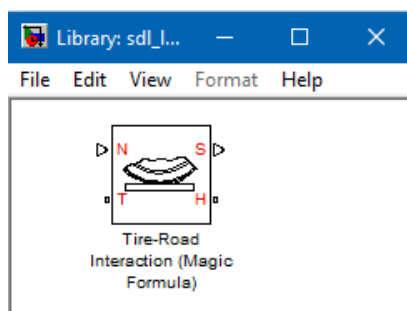 Library: sdl_l...
File Edit View Format Help
N S
T H
Tire-Road
Interaction (Magic
Formula)